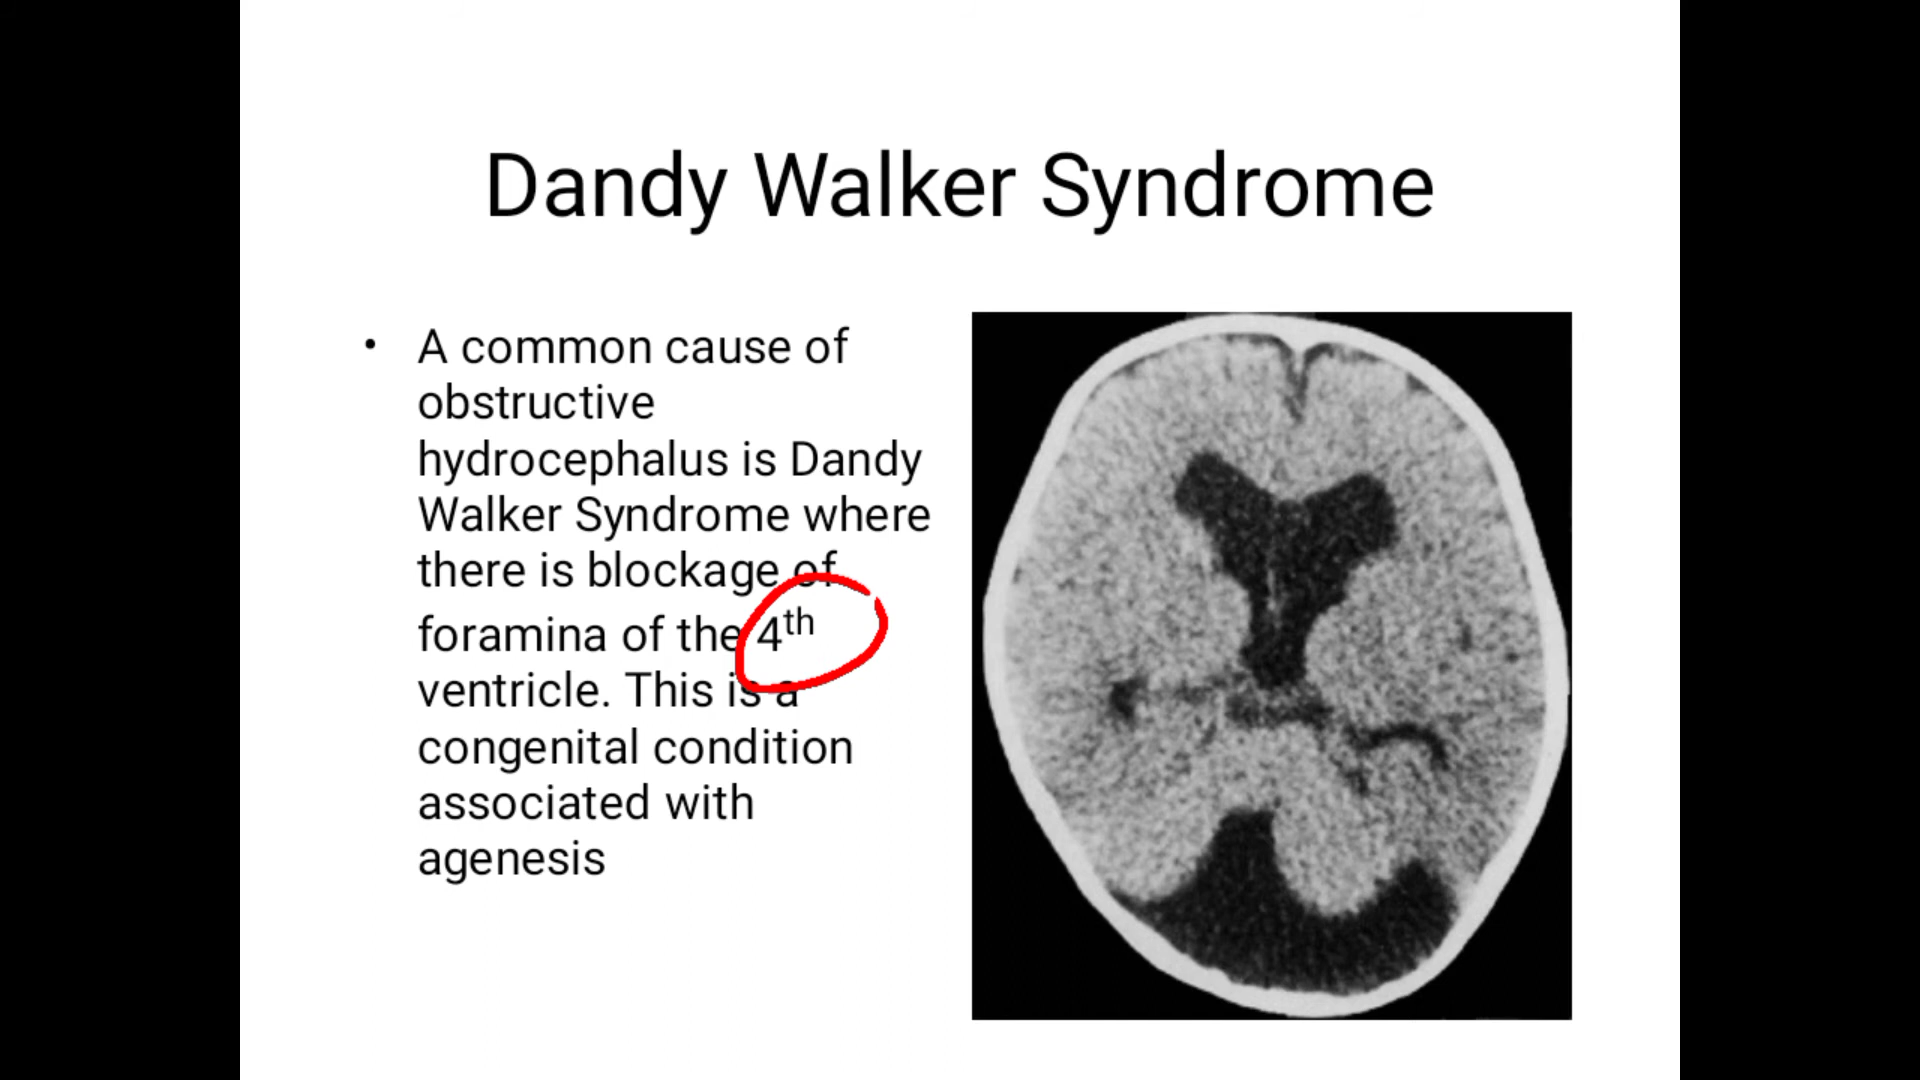 Dandy Walker Syndrome
• A common cause of
obstructive
hydrocephalus is Dandy
Walker Syndrome where
there is blockage of
foramina of the 4th
ventricle. This is a
congenital condition
associated with
agenesis